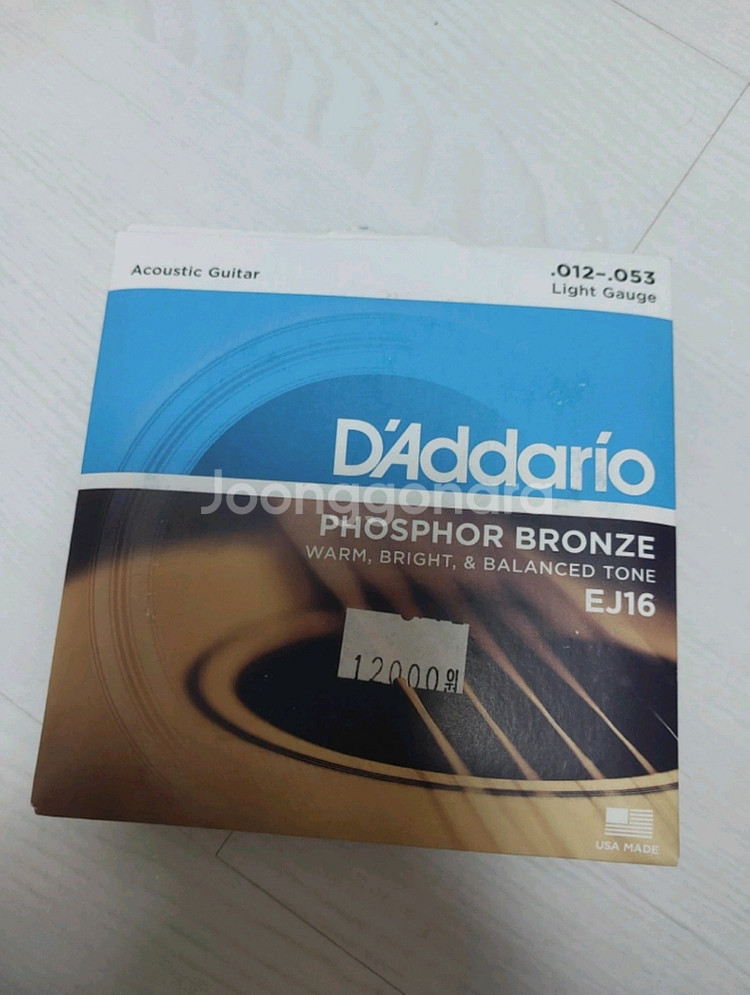 Acoustic Guitar
.012–.053
Light Gauge
D'Addario
Joonggonara
PHOSPHOR BRONZE
WARM, BRIGHT, & BALANCED TONE
EJ16
12000원
USA MADE